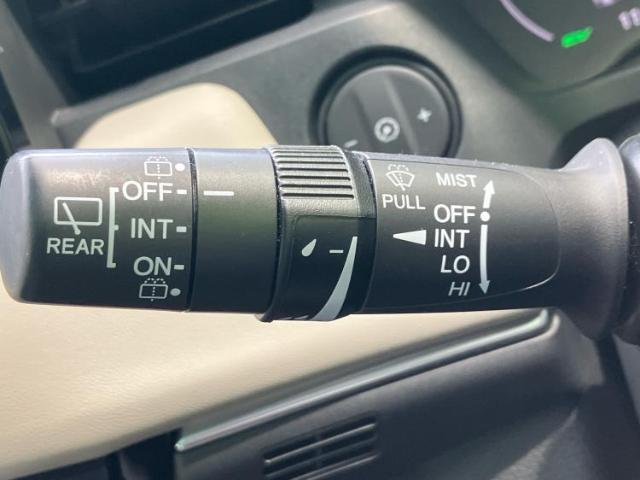 OFF
INT
ON
REAR
PULL
MIST
OFF
INT
LO
HI